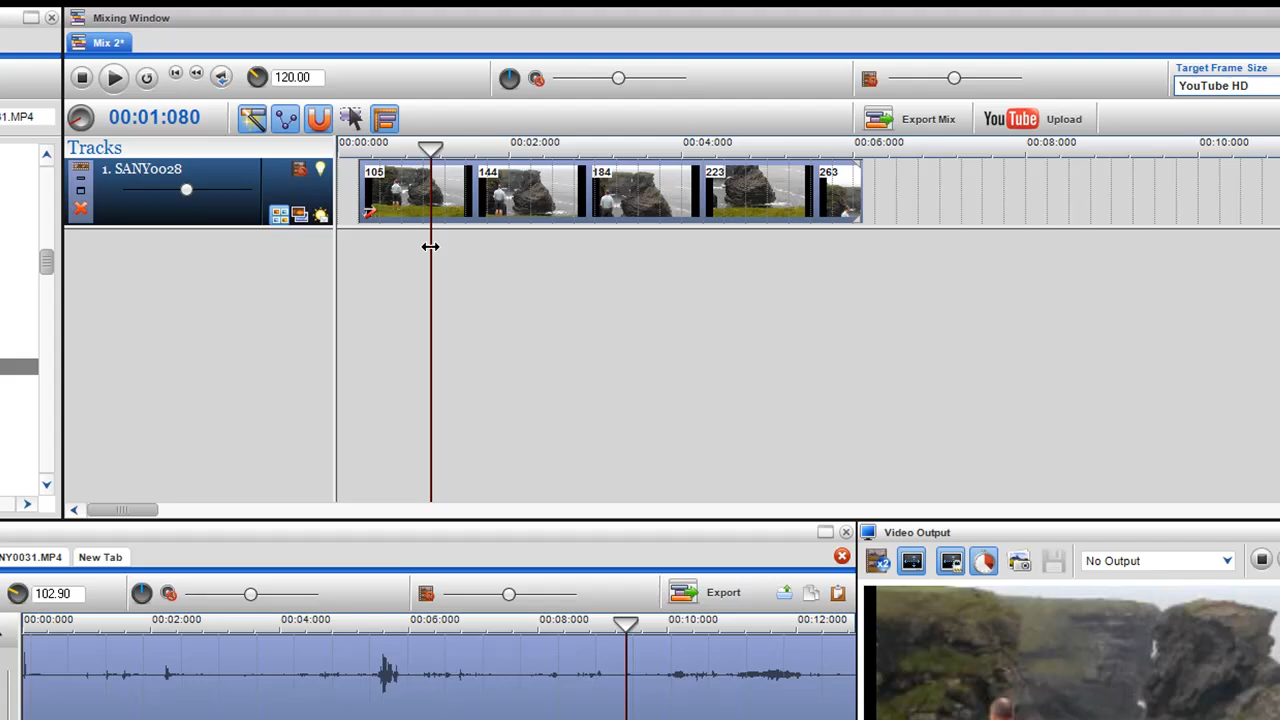 Mixing Window
Mix 2*
120.00
Target Frame Size
YouTube HD
31.MP4
00:01:080
Export Mix
YouTube Upload
Tracks
00:00:000 00:02:000 00:04:000 00:06:000 00:08:000 00:10:000
1. SANY0028
105 144 184 223 263
NY0031.MP4
New Tab
Video Output
x2
No Output
102.90
Export
00:00:000 00:02:000 00:04:000 00:06:000 00:08:000 00:10:000 00:12:000